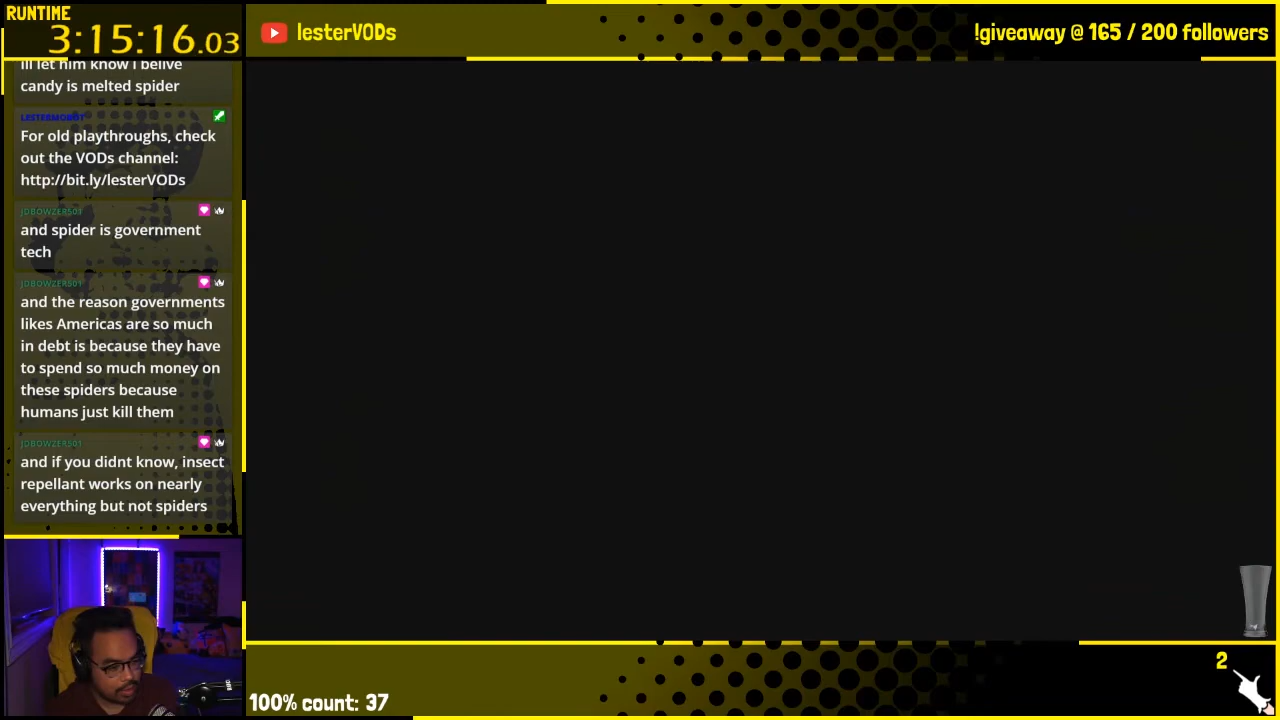 RUNTIME
3:15:16.03
lesterVODs
!giveaway @ 165 / 200 followers
ill let him know i belive
candy is melted spider
LESTERMOBOT
For old playthroughs, check
out the VODs channel:
http://bit.ly/lesterVODs
JDBOWZER501
and spider is government
tech
JDBOWZER501
and the reason governments
likes Americas are so much
in debt is because they have
to spend so much money on
these spiders because
humans just kill them
JDBOWZER501
and if you didnt know, insect
repellant works on nearly
everything but not spiders
100% count: 37
2